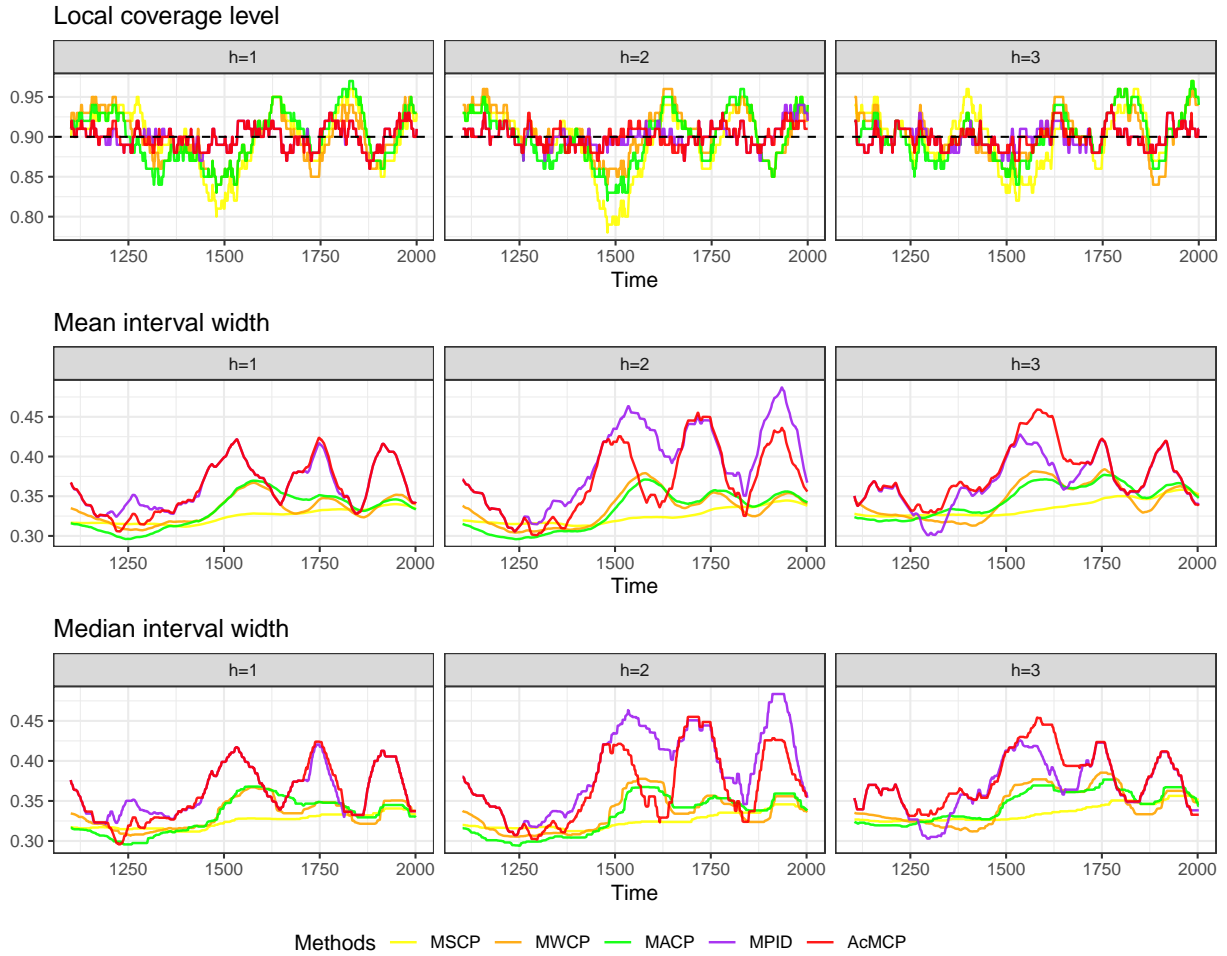 Local coverage level
h=1 h=2 h=3
0.95
0.90
0.85
0.80
1250 1500 1750 2000 1250 1500 1750 2000 1250 1500 1750 2000
Time
Mean interval width
h=1 h=2 h=3
0.45
0.40
0.35
0.30
1250 1500 1750 2000 1250 1500 1750 2000 1250 1500 1750 2000
Time
Median interval width
h=1 h=2 h=3
0.45
0.40
0.35
0.30
1250 1500 1750 2000 1250 1500 1750 2000 1250 1500 1750 2000
Time
Methods MSCP MWCP MACP MPID AcMCP